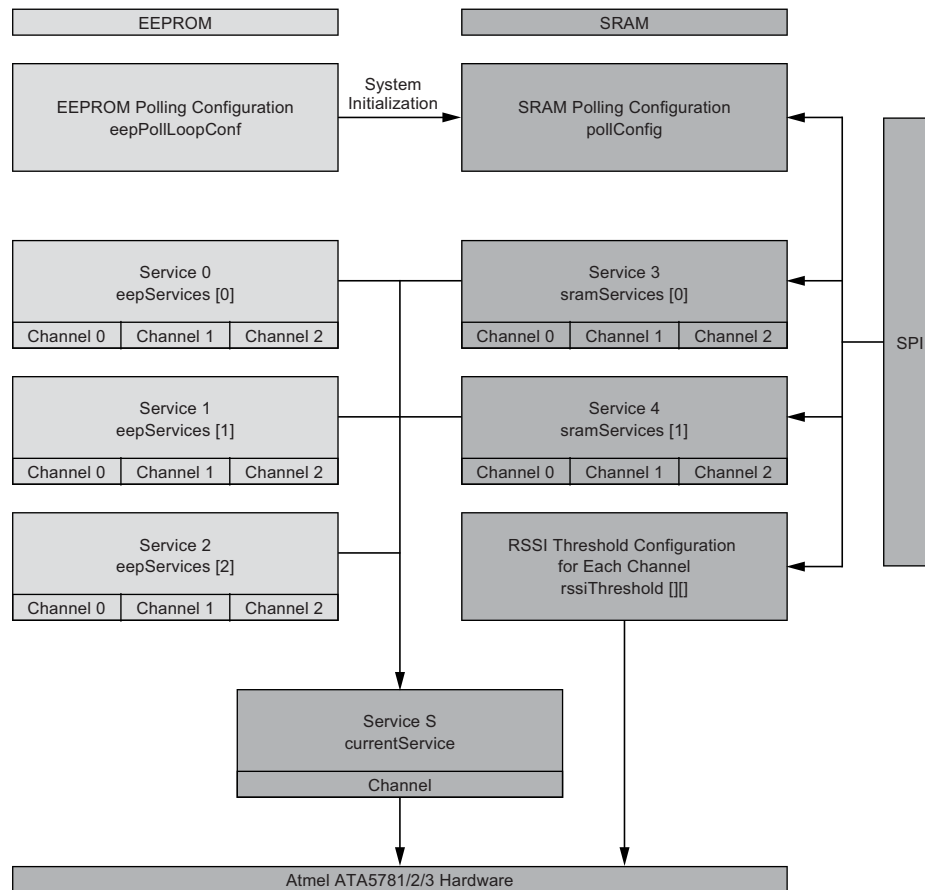 EEPROM
SRAM
EEPROM Polling Configuration
eepPollLoopConf
System
Initialization
SRAM Polling Configuration
pollConfig
SPI
Service 0
eepServices [0]
Channel 0
Channel 1
Channel 2
Service 3
sramServices [0]
Channel 0
Channel 1
Channel 2
Service 1
eepServices [1]
Channel 0
Channel 1
Channel 2
Service 4
sramServices [1]
Channel 0
Channel 1
Channel 2
Service 2
eepServices [2]
Channel 0
Channel 1
Channel 2
RSSI Threshold Configuration
for Each Channel
rssiThreshold [][]
Service S
currentService
Channel
Atmel ATA5781/2/3 Hardware